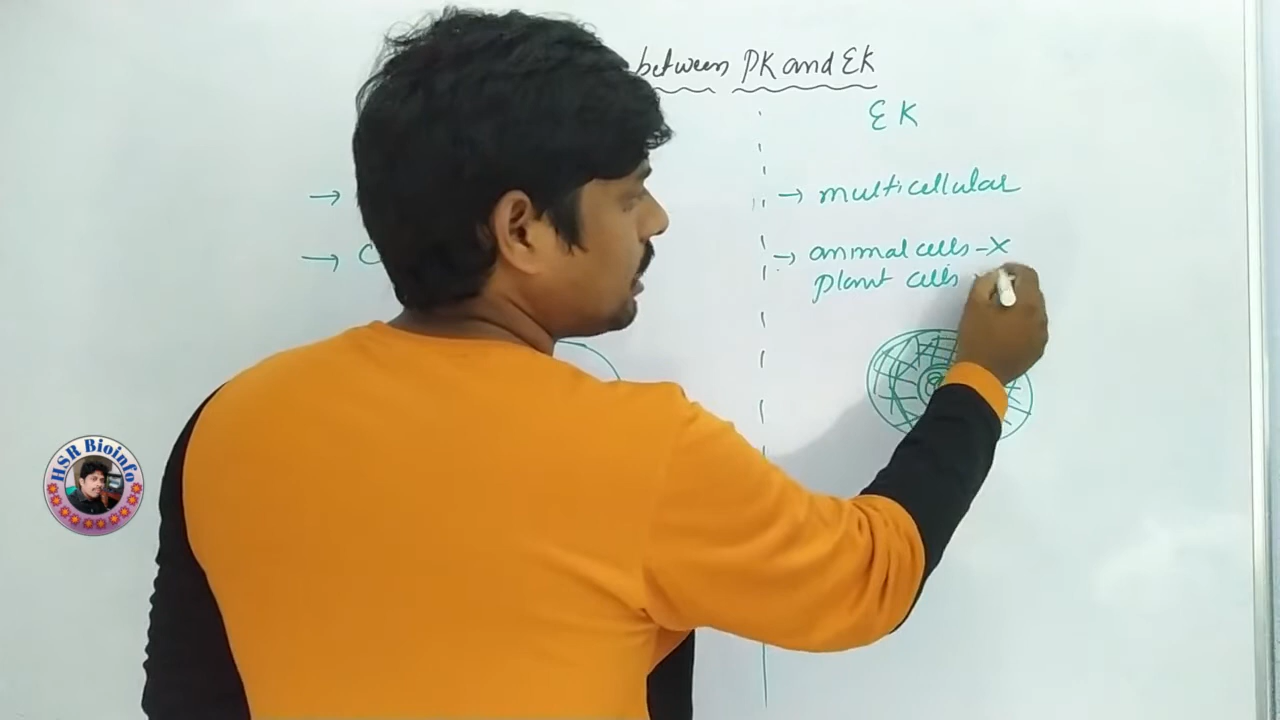 between PK and EK
EK
→ multicellular
→ animal cells - X
plant cells
HSR Bioinfo